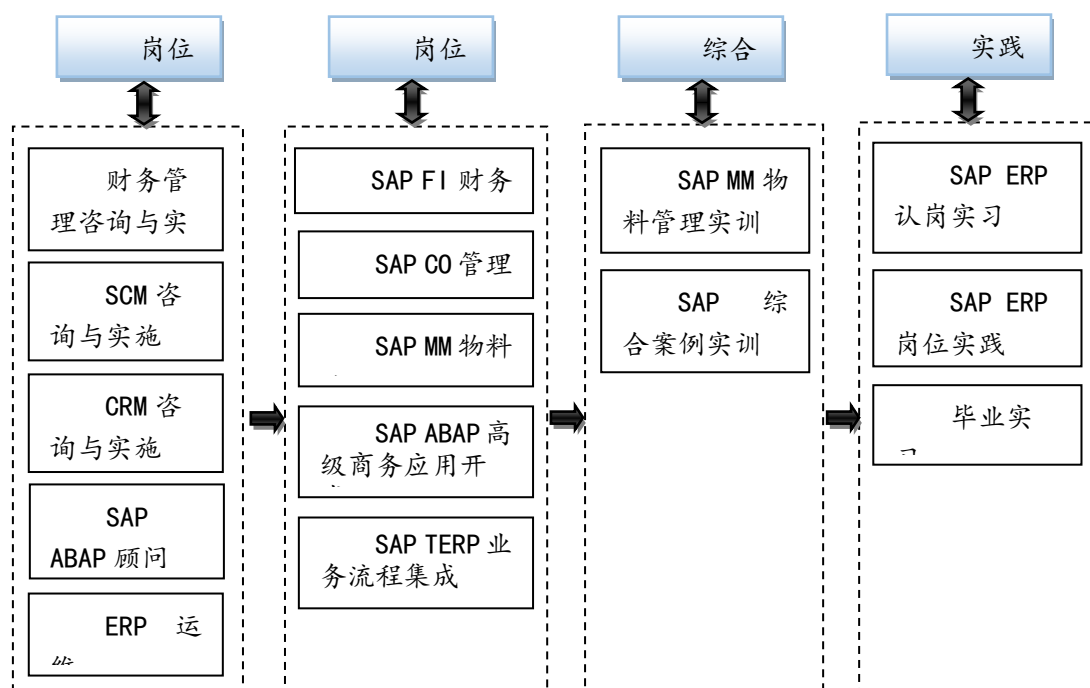 岗位
岗位
综合
实践
财务管
理咨询与实
SCM 咨
询与实施
CRM 咨
询与实施
SAP
ABAP 顾问
ERP 运
SAP FI 财务
SAP CO 管理
SAP MM 物料
SAP ABAP 高
级商务应用开
SAP TERP 业
务流程集成
SAP MM 物
料管理实训
SAP 综
合案例实训
SAP ERP
认岗实习
SAP ERP
岗位实践
毕业实